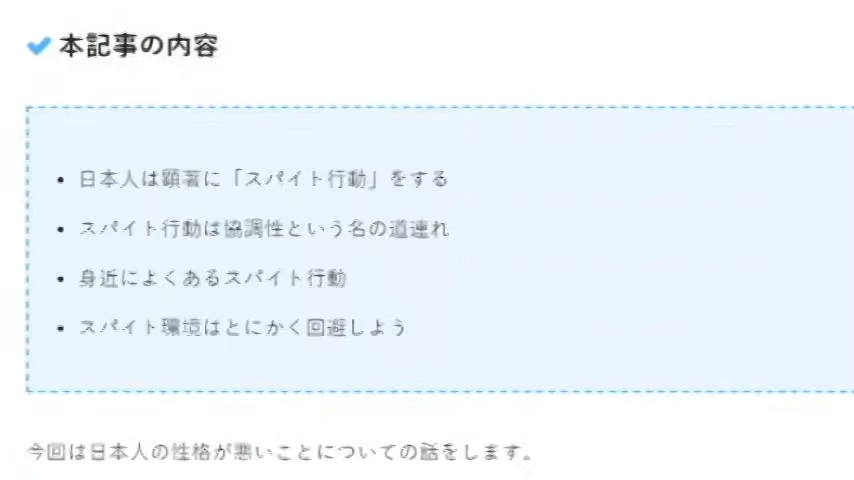 本記事の内容
日本人は顕著に「スパイト行動」をする
スパイト行動は協調性という名の道連れ
身近によくあるスパイト行動
スパイト環境はとにかく回避しよう
今回は日本人の性格が悪いことについての話をします。